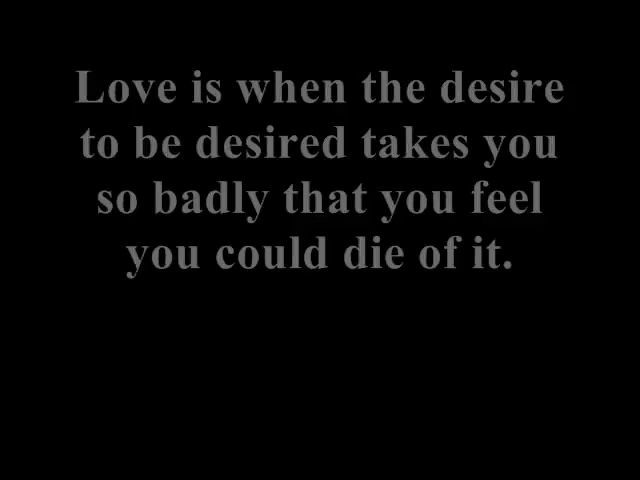 Love is when the desire
to be desired takes you
so badly that you feel
you could die of it.